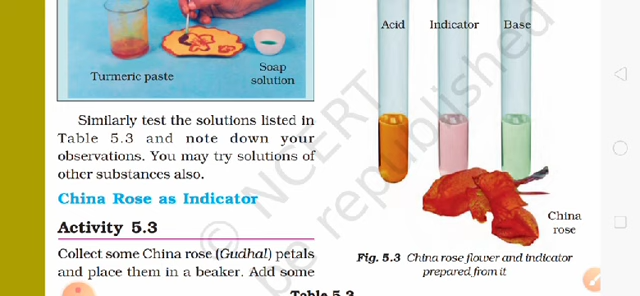 Turmeric paste
Soap
solution
Similarly test the solutions listed in
Table 5.3 and note down your
observations. You may try solutions of
other substances also.
China Rose as Indicator
Activity 5.3
Collect some China rose (Gudhal) petals
and place them in a beaker. Add some
Acid
Indicator
Base
China
rose
Fig. 5.3 China rose flower and indicator
prepared from it
Table 5.3
© NCERT
be republished